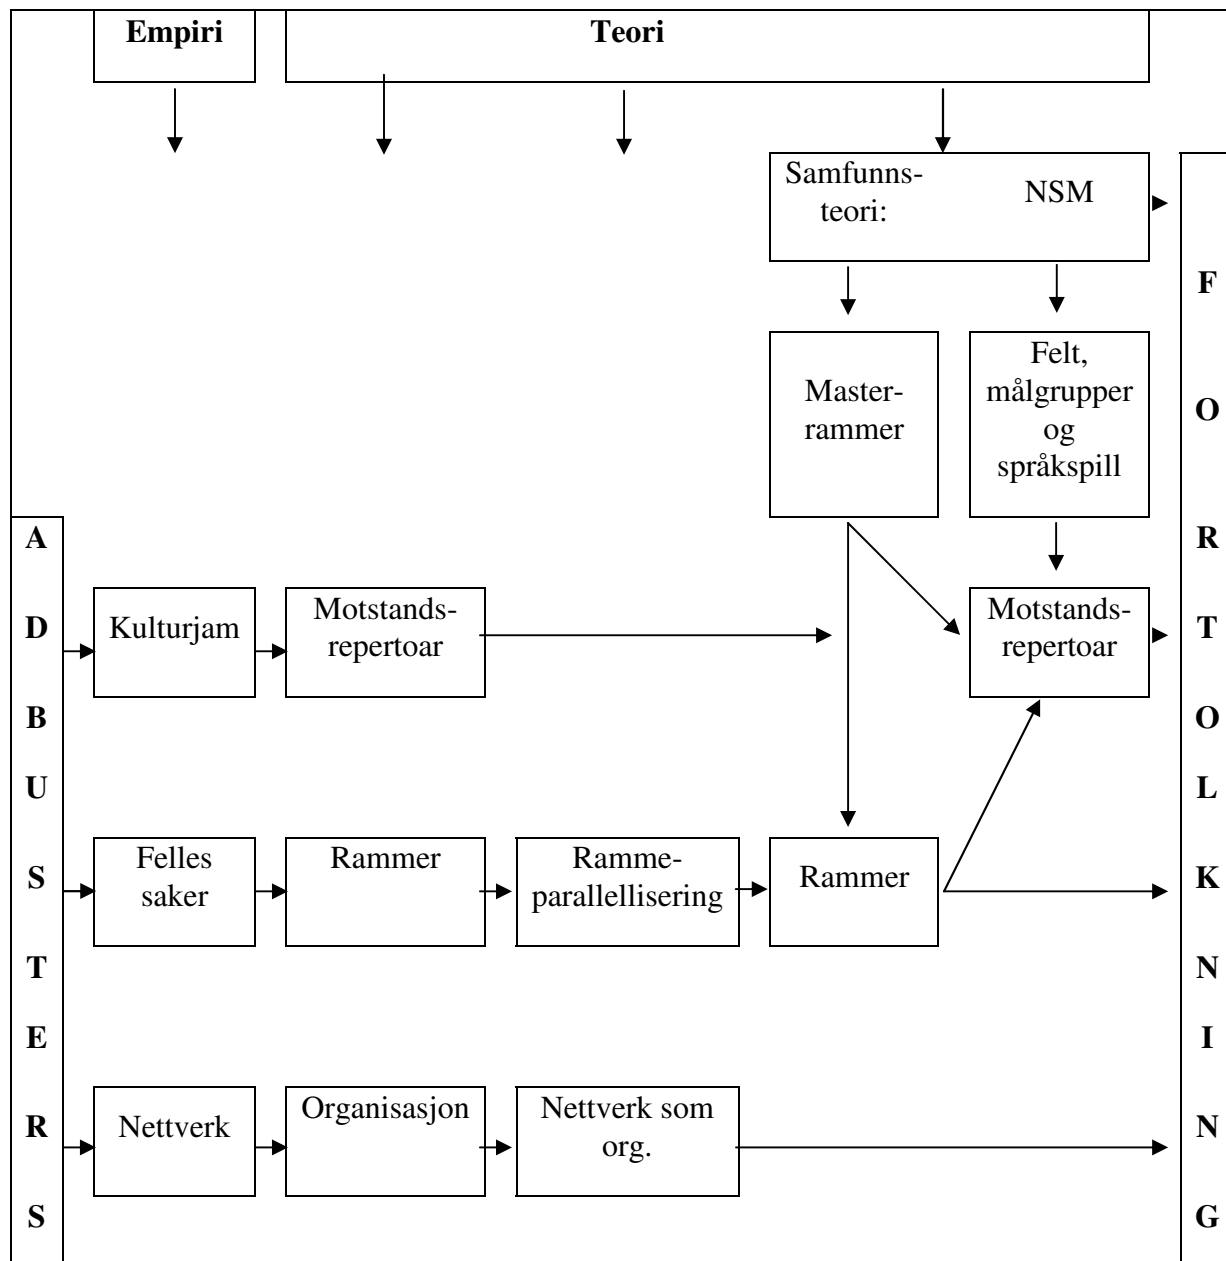 Empiri
Teori
Samfunns-
teori:
NSM
Master-
rammer
Felt,
målgrupper
og
språkspill
Kulturjam
Motstands-
repertoar
Motstands-
repertoar
Felles
saker
Rammer
Ramme-
parallellisering
Rammer
Nettverk
Organisasjon
Nettverk som
org.
A
D
B
U
S
T
E
R
S
F
O
R
T
O
L
K
N
I
N
G